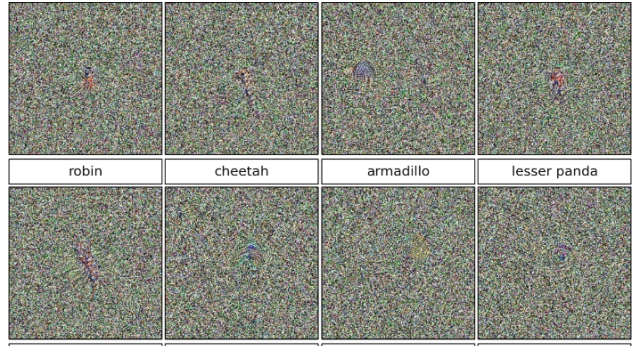 robin
cheetah
armadillo
lesser panda